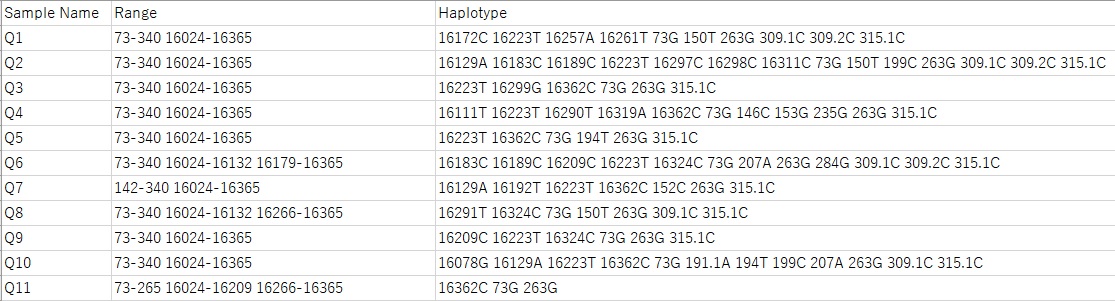 Sample Name Range Haplotype
Q1 73-340 16024-16365 16172C 16223T 16257A 16261T 73G 150T 263G 309.1C 309.2C 315.1C
Q2 73-340 16024-16365 16129A 16183C 16189C 16223T 16297C 16298C 16311C 73G 150T 199C 263G 309.1C 309.2C 315.1C
Q3 73-340 16024-16365 16223T 16299G 16362C 73G 263G 315.1C
Q4 73-340 16024-16365 16111T 16223T 16290T 16319A 16362C 73G 146C 153G 235G 263G 315.1C
Q5 73-340 16024-16365 16223T 16362C 73G 194T 263G 315.1C
Q6 73-340 16024-16132 16179-16365 16183C 16189C 16209C 16223T 16324C 73G 207A 263G 284G 309.1C 309.2C 315.1C
Q7 142-340 16024-16365 16129A 16192T 16223T 16362C 152C 263G 315.1C
Q8 73-340 16024-16132 16266-16365 16291T 16324C 73G 150T 263G 309.1C 315.1C
Q9 73-340 16024-16365 16209C 16223T 16324C 73G 263G 315.1C
Q10 73-340 16024-16365 16078G 16129A 16223T 16362C 73G 191.1A 194T 199C 207A 263G 309.1C 315.1C
Q11 73-265 16024-16209 16266-16365 16362C 73G 263G